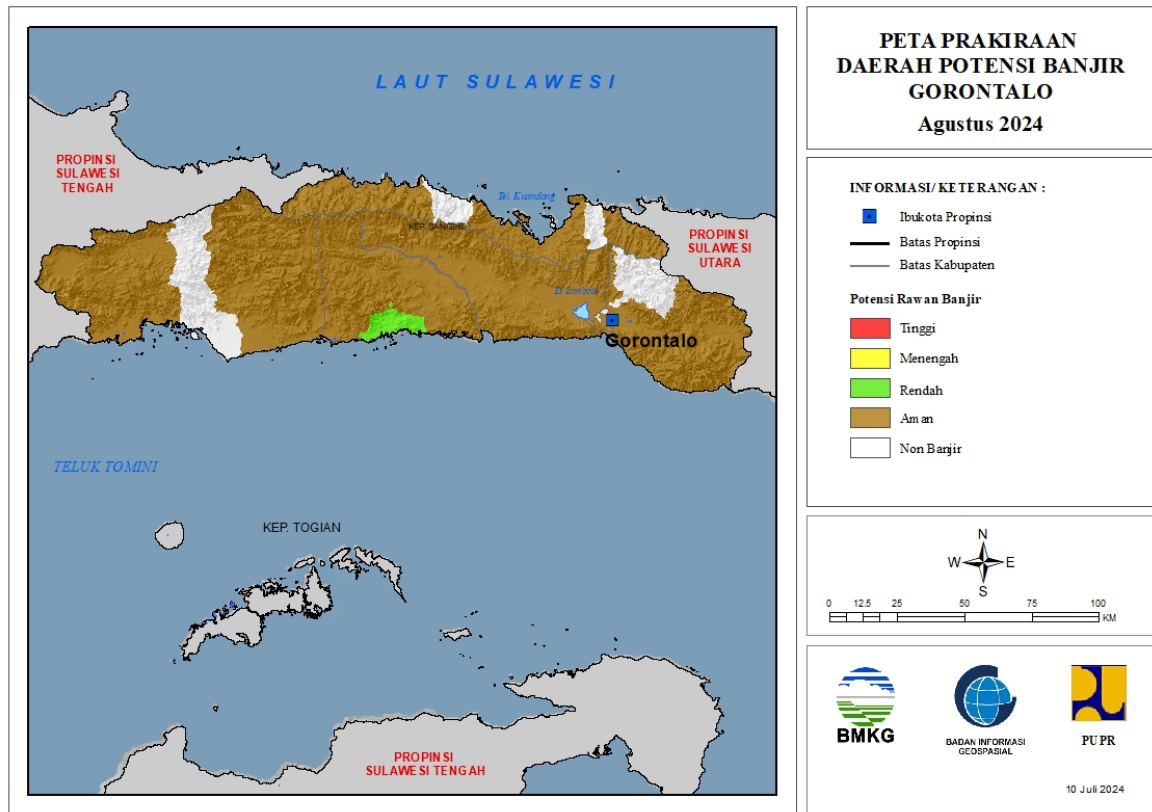 LAUT SULAWESI
PROPINSI
SULAWESI
TENGAH
Tel. Kuandang
KEP. SANGIHE
PROPINSI
SULAWESI
UTARA
D. Limboto
Gorontalo
TELUK TOMINI
KEP. TOGIAN
PROPINSI
SULAWESI TENGAH
PETA PRAKIRAAN
DAERAH POTENSI BANJIR
GORONTALO
Agustus 2024
INFORMASI/ KETERANGAN :
Ibukota Propinsi
Batas Propinsi
Batas Kabupaten
Potensi Rawan Banjir
Tinggi
Menengah
Rendah
Aman
Non Banjir
N
W E
S
0 12.5 25 50 75 100
KM
BMKG
BADAN INFORMASI
GEOSPASIAL
PUPR
10 Juli 2024